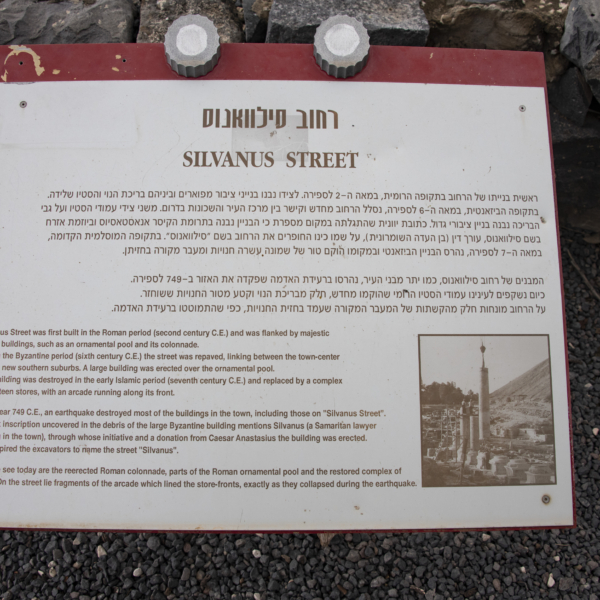 רחוב סילוואנוס
SILVANUS STREET
ראשית בנייתו של הרחוב בתקופה הרומית, במאה ה-2 לספירה. לצידו נבנו בנייני ציבור מפוארים וביניהם בריכת הנוי והסטיו שלידה.
בתקופה הביזאנטית, במאה ה-6 לספירה, נסלל הרחוב מחדש וקישר בין מרכז העיר והשכונות בדרום. משני צידי עמודי הסטיו ועל גבי
הבריכה נבנה בניין ציבורי גדול. כתובת יוונית שהתגלתה במקום מספרת כי הבניין נבנה בתרומת הקיסר אנאסטאסיוס וביוזמת אזרח
בשם סילוואנוס, עורך דין (בן העדה השומרונית), על שמו כינו החופרים את הרחוב בשם "סילוואנוס". בתקופה המוסלמית הקדומה,
במאה ה-7 לספירה, נהרס הבניין הביזאנטי ובמקומו הוקם טור של שמונה עשרה חנויות ומעבר מקורה בחזיתן.
המבנים של רחוב סילוואנוס, כמו יתר מבני העיר, נהרסו ברעידת האדמה שפקדה את האזור ב-749 לספירה.
כיום נשקפים לעינינו עמודי הסטיו הרומי שהוקמו מחדש, חלק מבריכת הנוי וקטע מטור החנויות ששוחזר.
על הרחוב מונחות חלק מהקשתות של המעבר המקורה שעמד בחזית החנויות, כפי שהתמוטטו ברעידת האדמה.
us Street was first built in the Roman period (second century C.E.) and was flanked by majestic
buildings, such as an ornamental pool and its colonnade.
the Byzantine period (sixth century C.E.) the street was repaved, linking between the town-center
new southern suburbs. A large building was erected over the ornamental pool.
uilding was destroyed in the early Islamic period (seventh century C.E.) and replaced by a complex
teen stores, with an arcade running along its front.
ear 749 C.E., an earthquake destroyed most of the buildings in the town, including those on "Silvanus Street".
inscription uncovered in the debris of the large Byzantine building mentions Silvanus (a Samaritan lawyer
in the town), through whose initiative and a donation from Caesar Anastasius the building was erected.
pired the excavators to name the street "Silvanus".
see today are the reerected Roman colonnade, parts of the Roman ornamental pool and the restored complex of
On the street lie fragments of the arcade which lined the store-fronts, exactly as they collapsed during the earthquake.